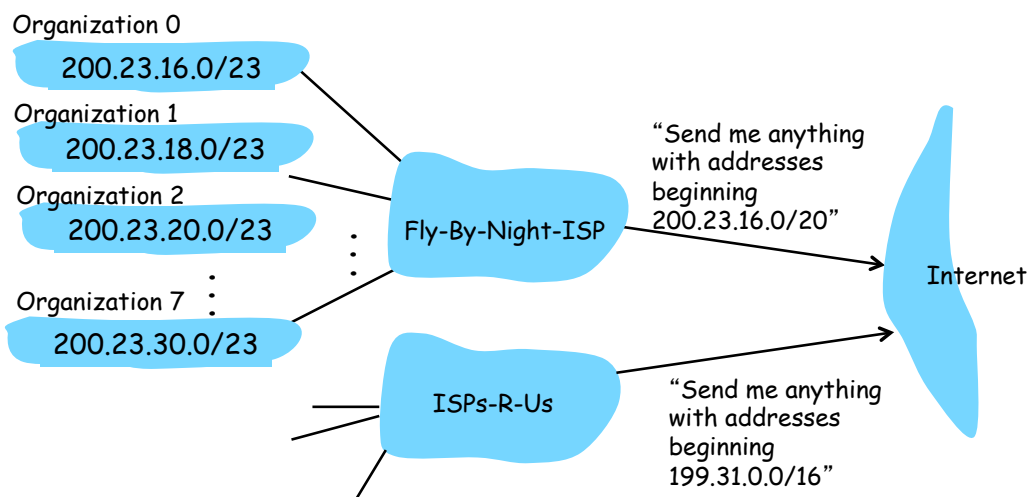 Organization 0
200.23.16.0/23
Organization 1
200.23.18.0/23
Organization 2
200.23.20.0/23
Organization 7
200.23.30.0/23
Fly-By-Night-ISP
“Send me anything
with addresses
beginning
200.23.16.0/20”
Internet
ISPs-R-Us
“Send me anything
with addresses
beginning
199.31.0.0/16”